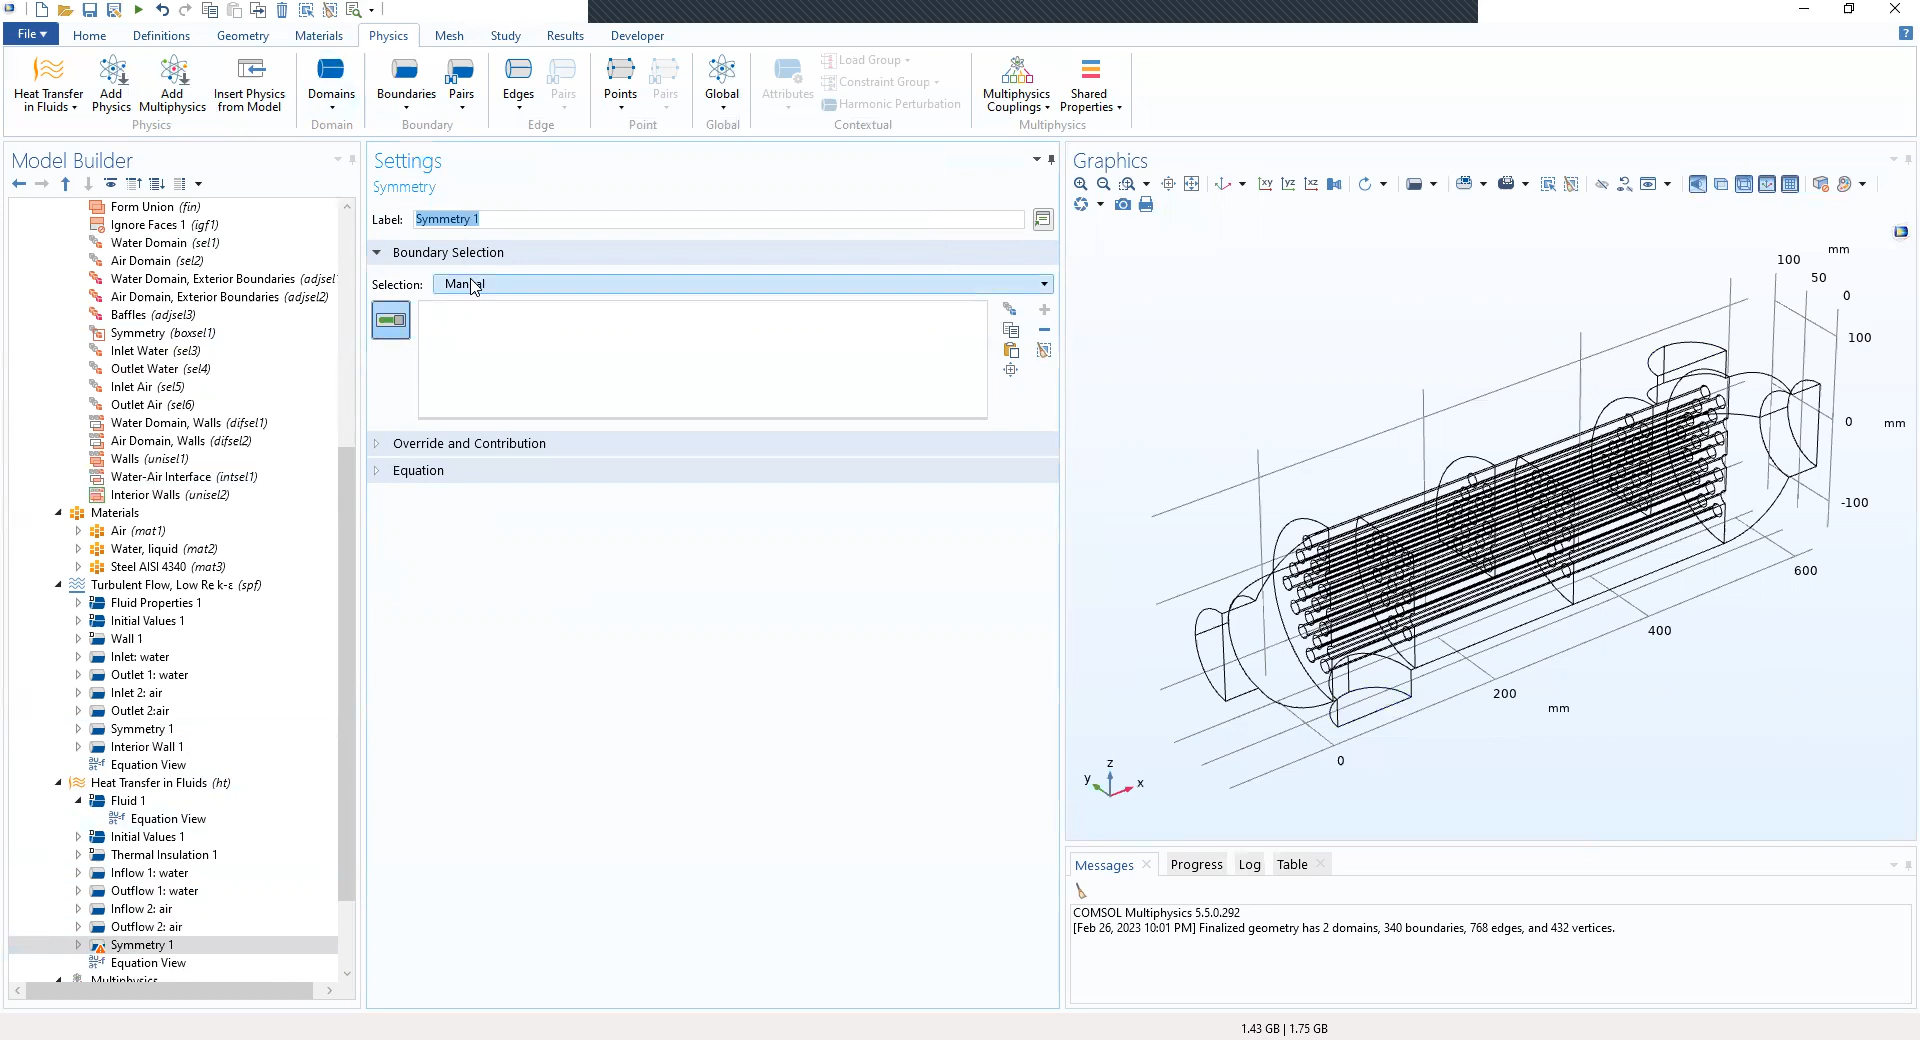 File
Home
Definitions
Geometry
Materials
Physics
Mesh
Study
Results
Developer
Heat Transfer
in Fluids
Add
Physics
Add
Multiphysics
Insert Physics
from Model
Physics
Domains
Domain
Boundaries
Pairs
Boundary
Edges
Pairs
Edge
Points
Pairs
Point
Global
Global
Attributes
Load Group
Constraint Group
Harmonic Perturbation
Contextual
Multiphysics
Couplings
Shared
Properties
Multiphysics
Model Builder
Form Union (fin)
Ignore Faces 1 (igf1)
Water Domain (sel1)
Air Domain (sel2)
Water Domain, Exterior Boundaries (adjsel
Air Domain, Exterior Boundaries (adjsel2)
Baffles (adjsel3)
Symmetry (boxsel1)
Inlet Water (sel3)
Outlet Water (sel4)
Inlet Air (sel5)
Outlet Air (sel6)
Water Domain, Walls (difsel1)
Air Domain, Walls (difsel2)
Walls (unisel1)
Water-Air Interface (intsel1)
Interior Walls (unisel2)
Materials
Air (mat1)
Water, liquid (mat2)
Steel AISI 4340 (mat3)
Turbulent Flow, Low Re k-ε (spf)
Fluid Properties 1
Initial Values 1
Wall 1
Inlet: water
Outlet 1: water
Inlet 2: air
Outlet 2:air
Symmetry 1
Interior Wall 1
Equation View
Heat Transfer in Fluids (ht)
Fluid 1
Equation View
Initial Values 1
Thermal Insulation 1
Inflow 1: water
Outflow 1: water
Inflow 2: air
Outflow 2: air
Symmetry 1
Equation View
Multiphysics
Settings
Symmetry
Label: Symmetry 1
Boundary Selection
Selection: Manual
Override and Contribution
Equation
Graphics
xy yz xz
mm
100
50
0
100
0
mm
-100
600
400
200
mm
0
z
y
x
Messages
Progress
Log
Table
COMSOL Multiphysics 5.5.0.292
[Feb 26, 2023 10:01 PM] Finalized geometry has 2 domains, 340 boundaries, 768 edges, and 432 vertices.
1.43 GB | 1.75 GB